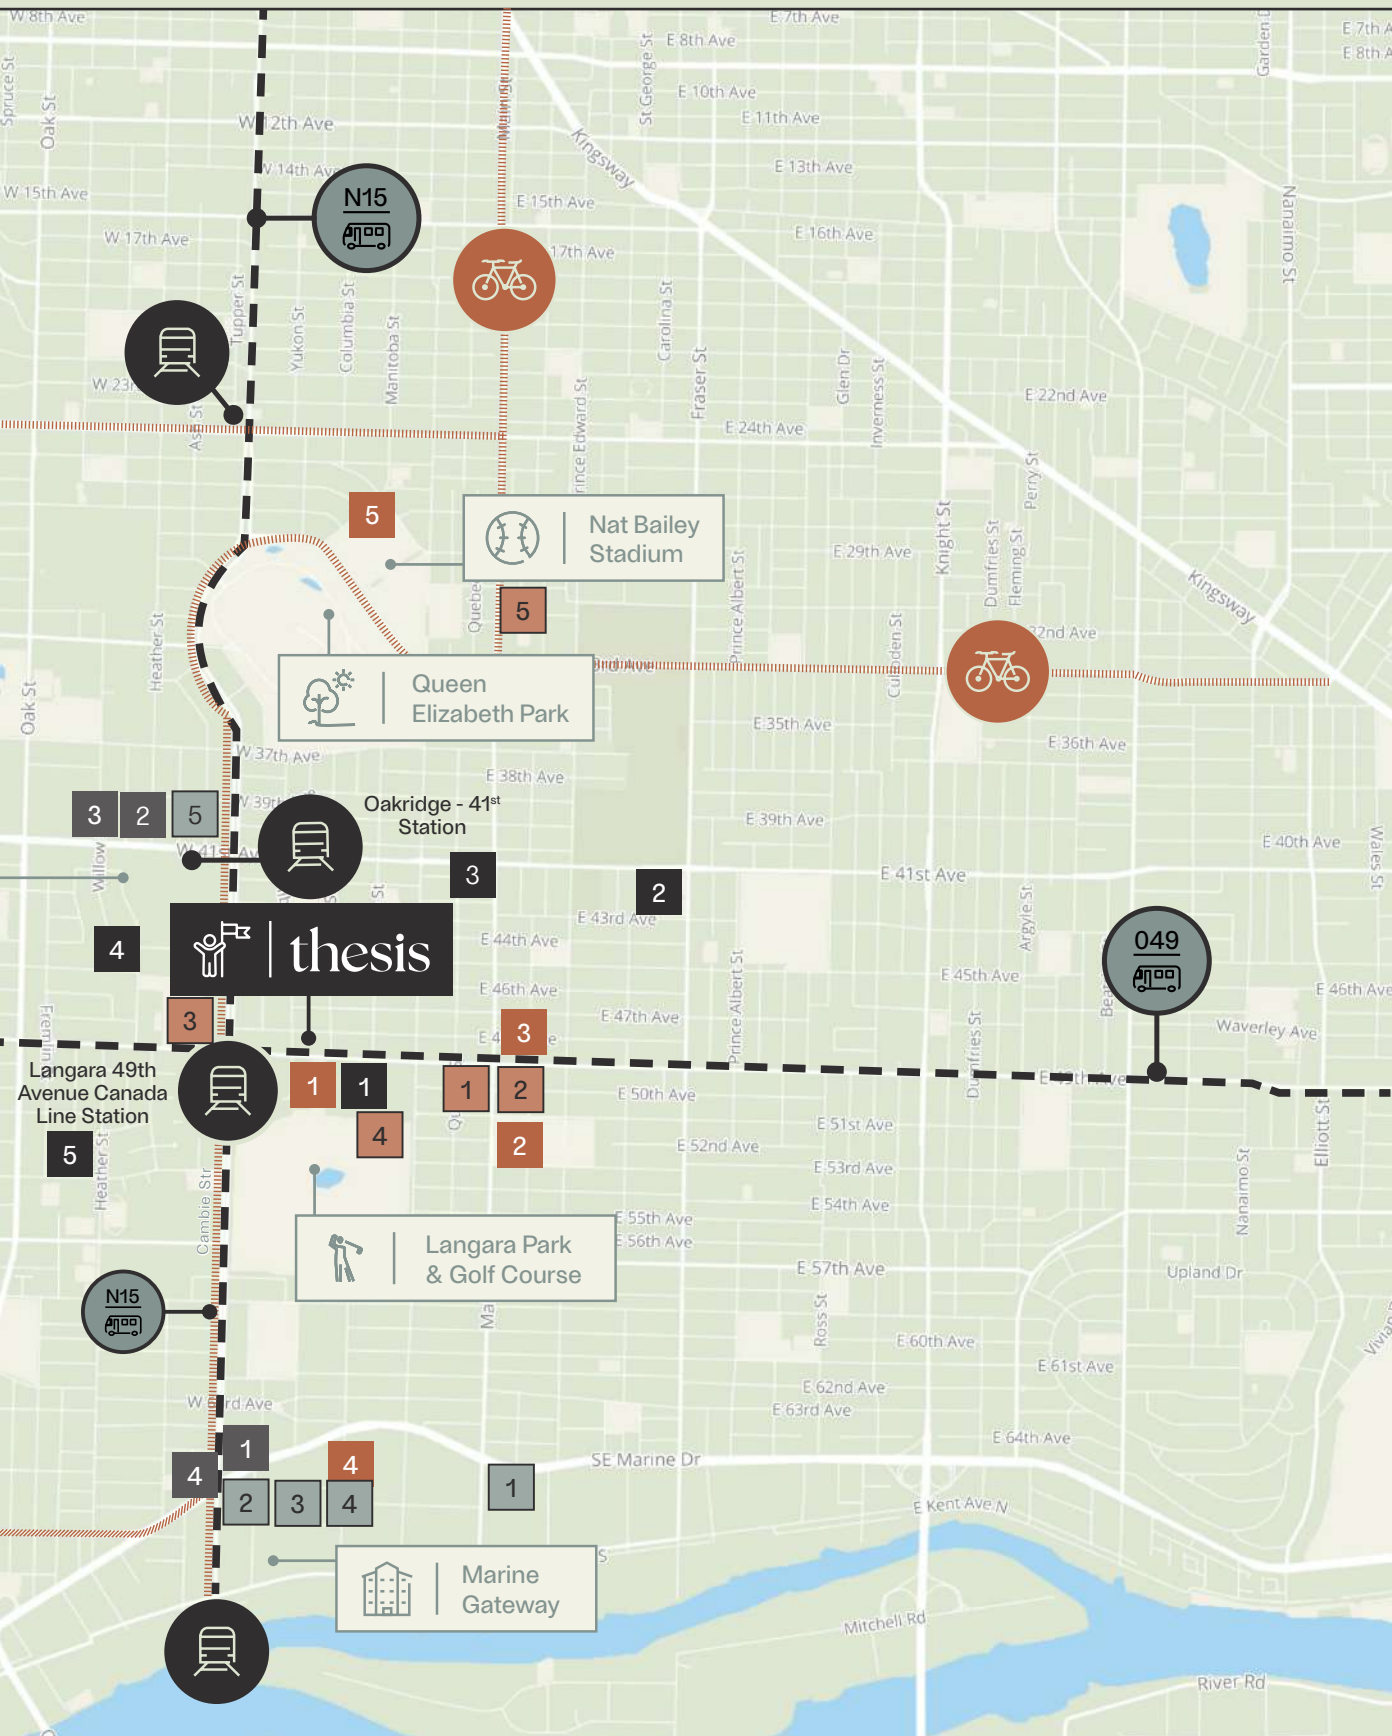 W 8th Ave
E 7th Ave
E 7th A
E 8th Ave
E 8th A
Spruce St
Oak St
St George St
E 10th Ave
E 11th Ave
W 12th Ave
Kingsway
W 14th Ave
E 13th Ave
W 15th Ave
N15
E 15th Ave
Nanaimo St
W 17th Ave
17th Ave
E 16th Ave
Tupper St
Yukon St
Columbia St
Manitoba St
Carolina St
Fraser St
Glen Dr
Inverness St
E 22nd Ave
E 24th Ave
Perry St
5
Nat Bailey
Stadium
Knight St
E 29th Ave
Dumfries St
Fleming St
Prince Albert St
Kingsway
5
Heather St
Oak St
Queen
Elizabeth Park
E 35th Ave
E 36th Ave
W 37th Ave
E 38th Ave
3
2
5
Oakridge - 41st
Station
E 39th Ave
E 40th Ave
Wales St
Willow
E 41st Ave
3
2
E 43rd Ave
4
thesis
E 44th Ave
Argyle St
049
E 45th Ave
E 46th Ave
E 46th Ave
Prince Albert St
3
E 47th Ave
3
Waverley Ave
Langara 49th
Avenue Canada
Line Station
1
1
1
2
E 49th Ave
Dumfries St
E 50th Ave
4
E 51st Ave
2
E 52nd Ave
Elliott St
5
Heather St
E 53rd Ave
Nanaimo St
Cambie Str
E 54th Ave
E 55th Ave
E 56th Ave
Langara Park
& Golf Course
E 57th Ave
Upland Dr
N15
Ross St
E 60th Ave
E 61st Ave
E 62nd Ave
E 63rd Ave
E 64th Ave
1
4
4
SE Marine Dr
2
3
4
1
E Kent Ave N
S
Marine
Gateway
Mitchell Rd
River Rd